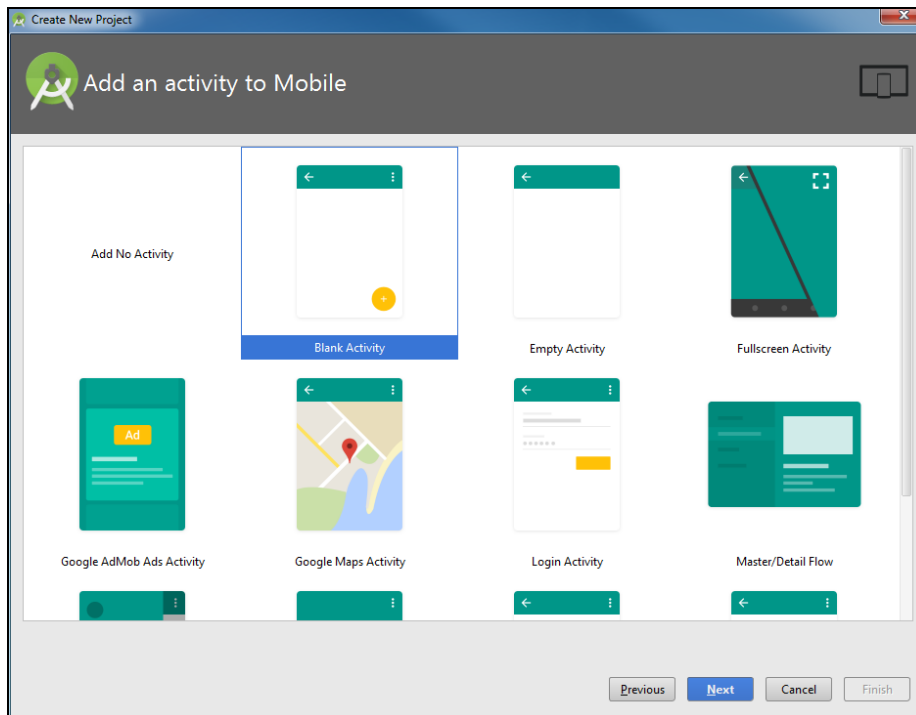 Create New Project
X
Add an activity to Mobile
Add No Activity
Blank Activity
Empty Activity
Fullscreen Activity
Ad
Google AdMob Ads Activity
Google Maps Activity
Login Activity
Master/Detail Flow
Previous
Next
Cancel
Finish